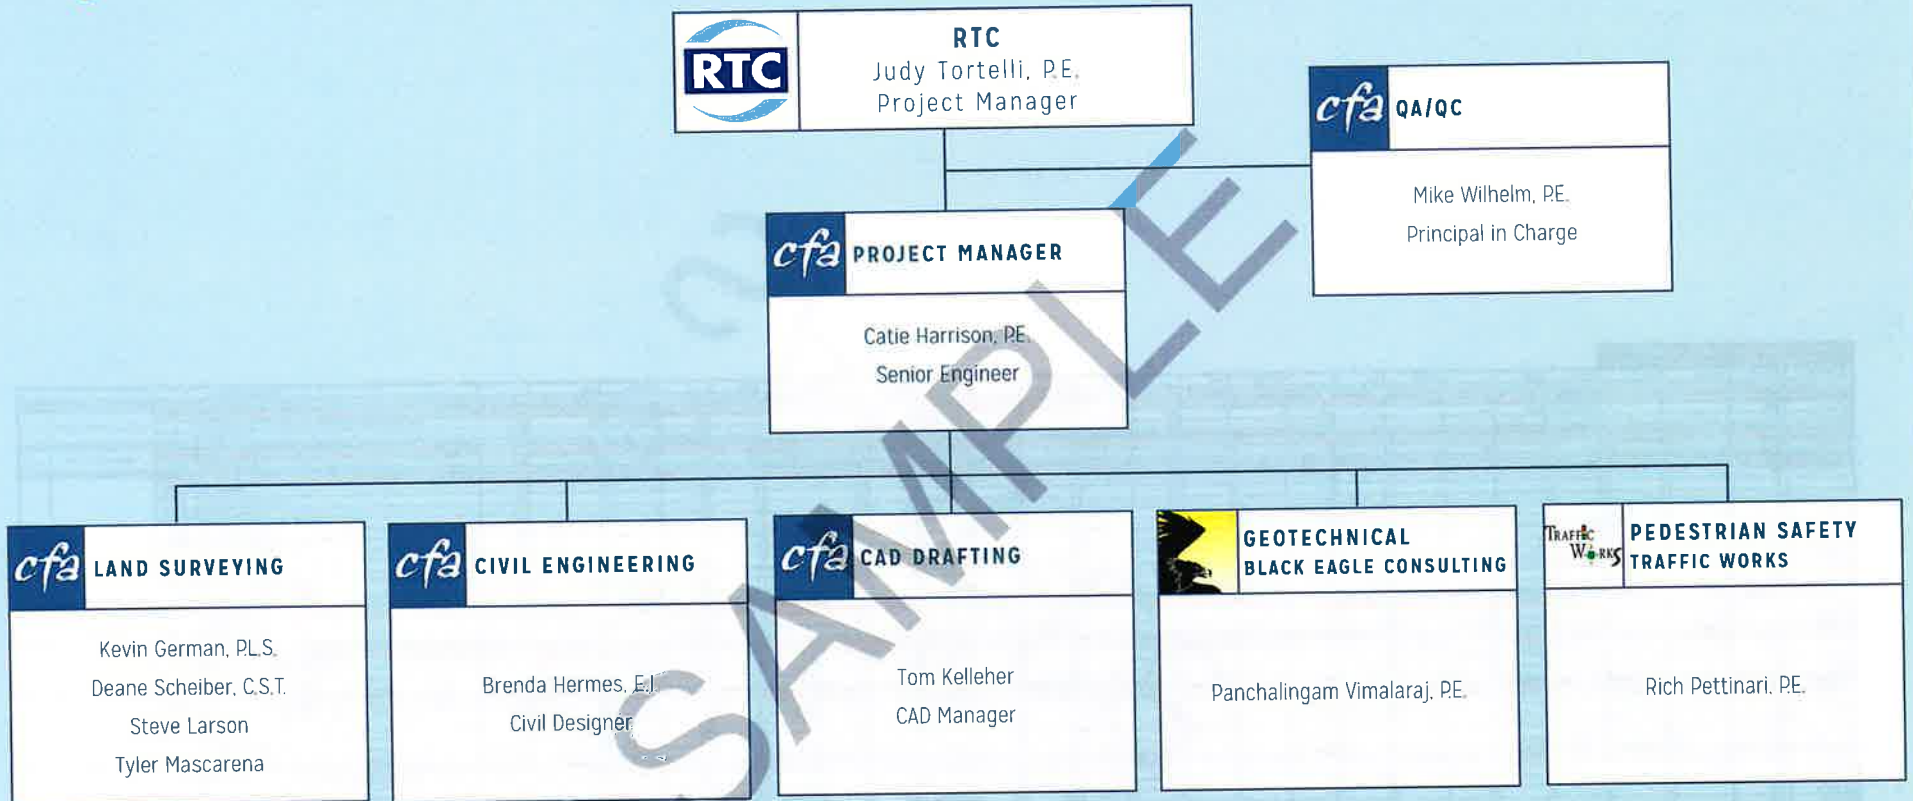 RTC
RTC
Judy Tortelli, P.E.
Project Manager
cfa QA/QC
Mike Wilhelm, P.E.
Principal in Charge
cfa PROJECT MANAGER
Catie Harrison, P.E.
Senior Engineer
cfa LAND SURVEYING
Kevin German, P.L.S.
Deane Scheiber, C.S.T.
Steve Larson
Tyler Mascarena
cfa CIVIL ENGINEERING
Brenda Hermes, E.I.
Civil Designer
cfa CAD DRAFTING
Tom Kelleher
CAD Manager
GEOTECHNICAL
BLACK EAGLE CONSULTING
Panchalingam Vimalaraj, P.E.
TRAFFIC
WORKS
PEDESTRIAN SAFETY
TRAFFIC WORKS
Rich Pettinari, P.E.
SAMPLE